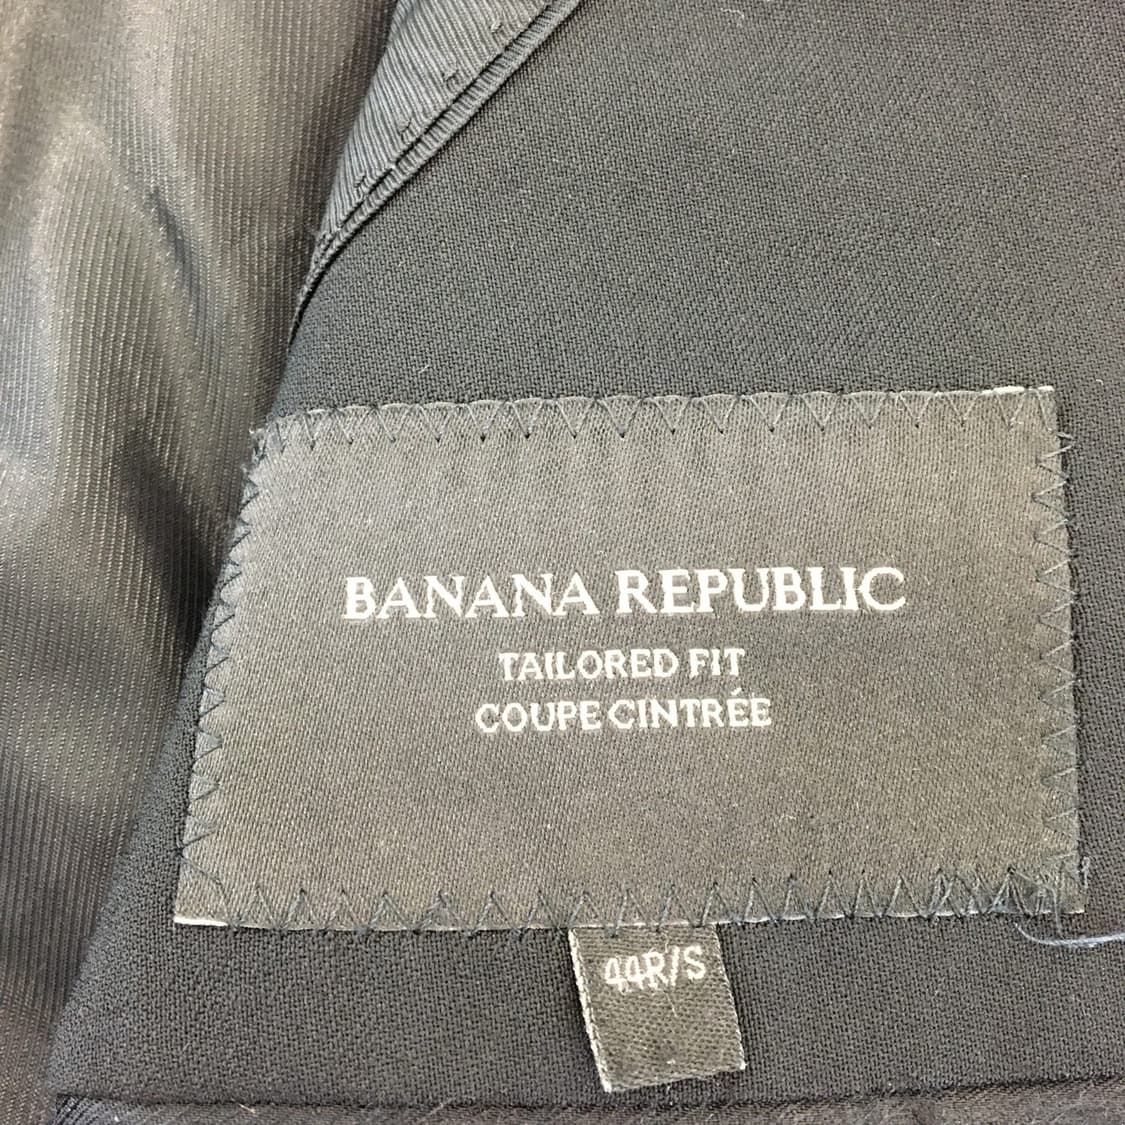 BANANA REPUBLIC
TAILORED FIT
COUPE CINTRÉE
44R/S